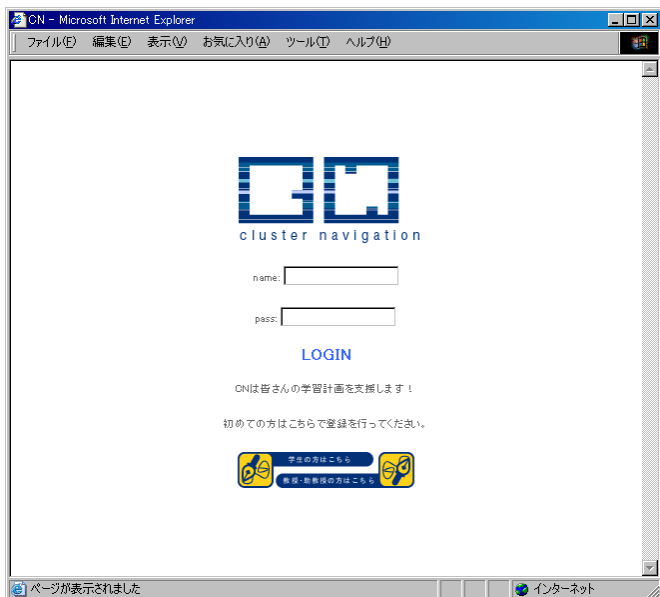 CN - Microsoft Internet Explorer
ファイル(F) 編集(E) 表示(V) お気に入り(A) ツール(T) ヘルプ(H)
CN
cluster navigation
name:
pass:
LOGIN
CNは皆さんの学習計画を支援します！
初めての方はこちらで登録を行ってください。
学生の方はこちら
教授・助教授の方はこちら
ページが表示されました
インターネット